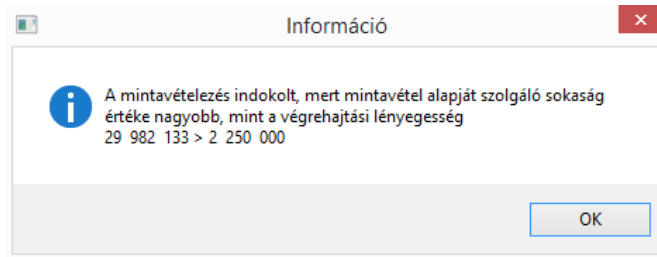 Információ
A mintavételezés indokolt, mert mintavétel alapját szolgáló sokaság
értéke nagyobb, mint a végrehajtási lényegesség
29 982 133 > 2 250 000
OK